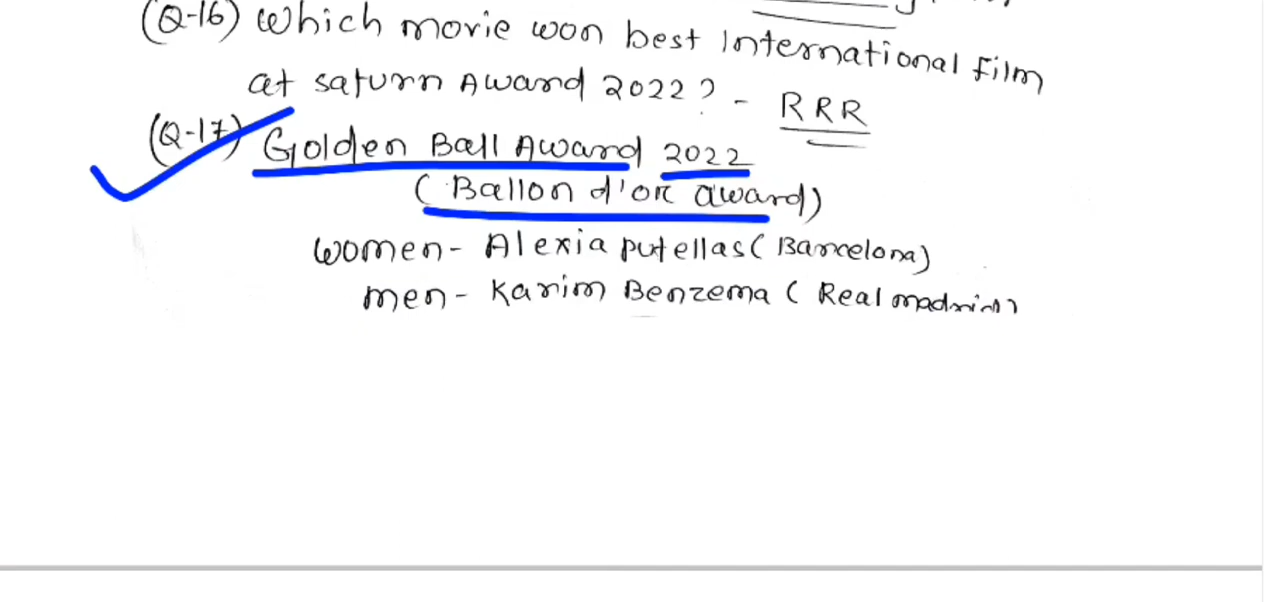 (Q-16) Which movie won best International film
at saturn Award 2022? - RRR
(Q-17) Golden Ball Award 2022
(Ballon d'or award)
women- Alexia putellas (Barcelona)
men- Karim Benzema (Real madrid)